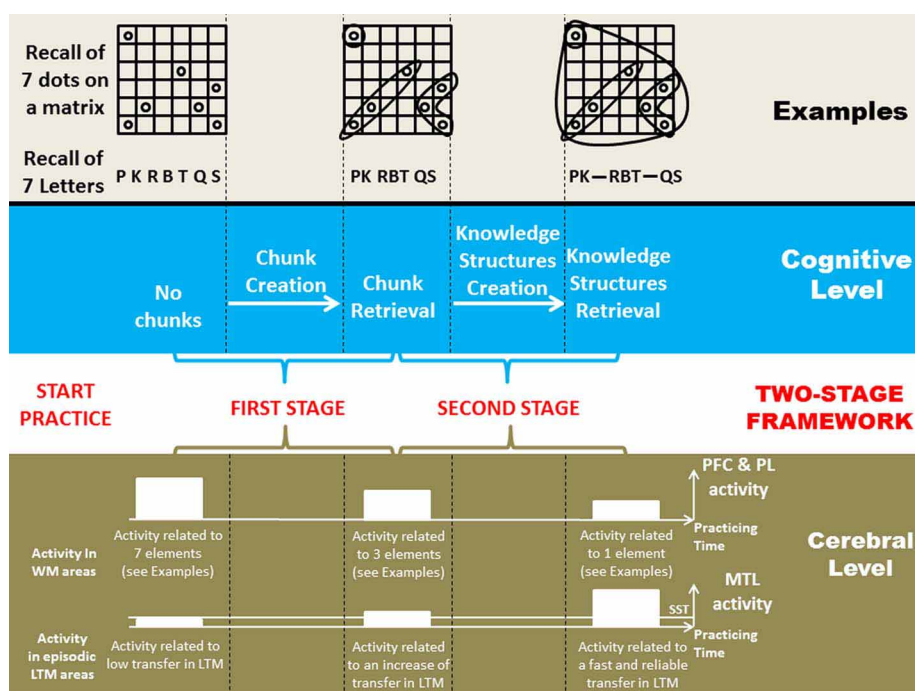 Recall of
7 dots on
a matrix
Examples
Recall of
7 Letters
P K R B T Q S
PK RBT QS
PK—RBT—QS
No
chunks
Chunk
Creation
Chunk
Retrieval
Knowledge
Structures
Creation
Knowledge
Structures
Retrieval
Cognitive
Level
START
PRACTICE
FIRST STAGE
SECOND STAGE
TWO-STAGE
FRAMEWORK
PFC & PL
activity
Practicing
Time
Activity In
WM areas
Activity related to
7 elements
(see Examples)
Activity related
to 3 elements
(see Examples)
Activity related
to 1 element
(see Examples)
Cerebral
Level
MTL
activity
SST
Practicing
Time
Activity
in episodic
LTM areas
Activity related to
low transfer in LTM
Activity related
to an increase of
transfer in LTM
Activity related to
a fast and reliable
transfer in LTM